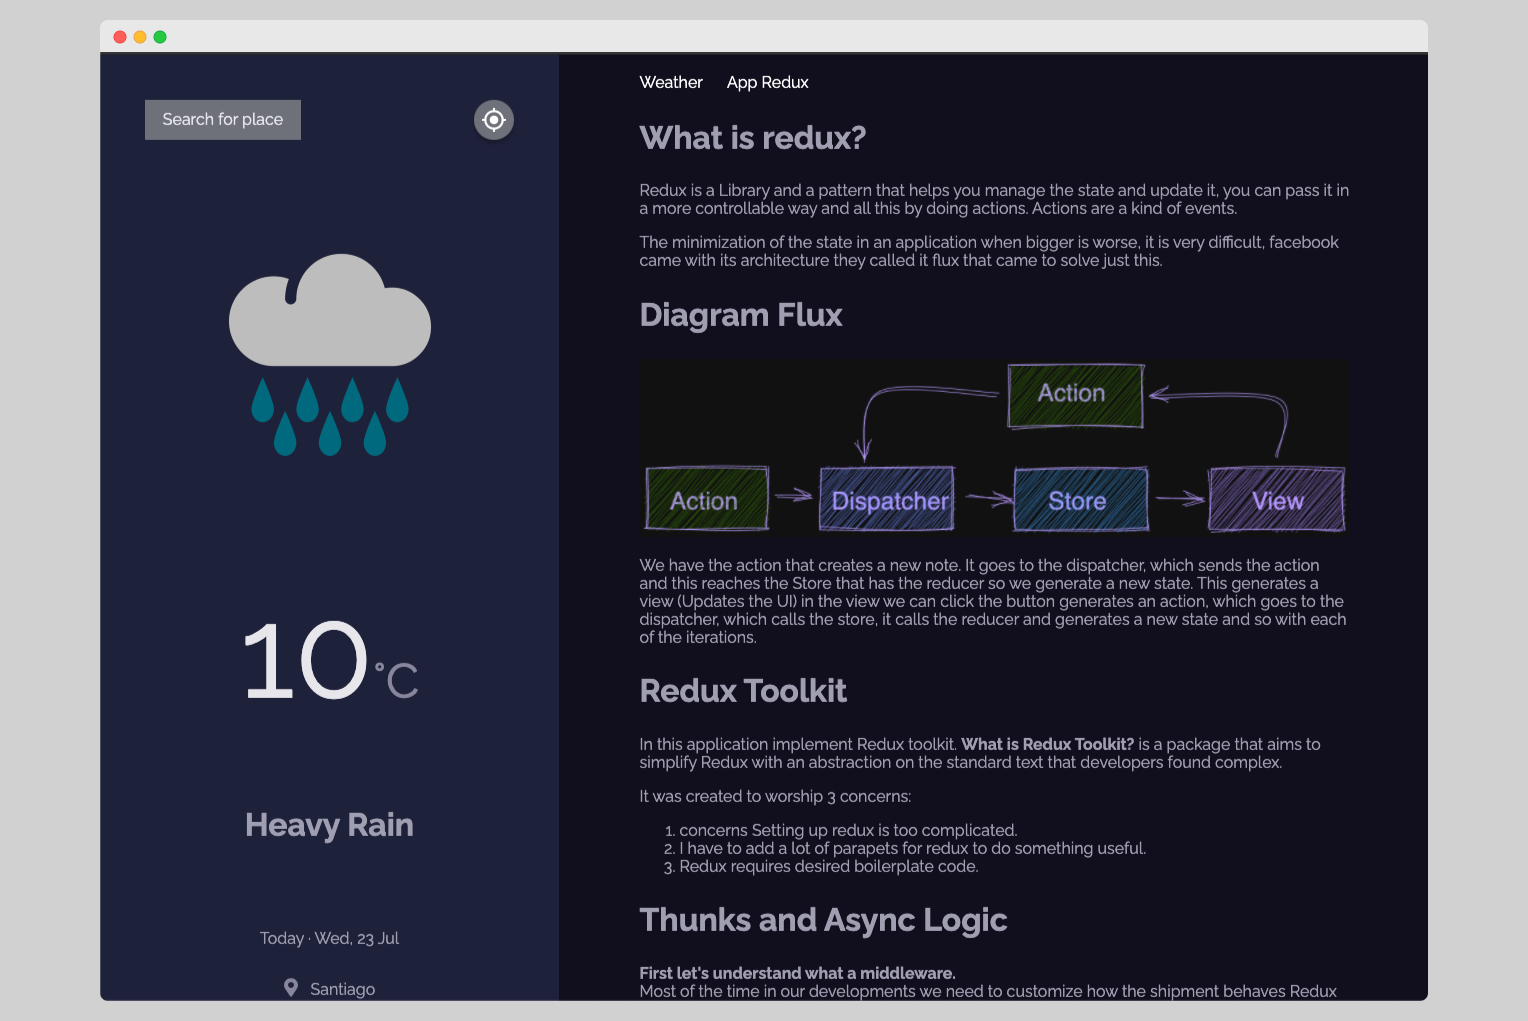 Search for place
10°C
Heavy Rain
Today · Wed, 23 Jul
Santiago
Weather App Redux
What is redux?
Redux is a Library and a pattern that helps you manage the state and update it, you can pass it in
a more controllable way and all this by doing actions. Actions are a kind of events.
The minimization of the state in an application when bigger is worse, it is very difficult, facebook
came with its architecture they called it flux that came to solve just this.
Diagram Flux
Action
Action
Dispatcher
Store
View
We have the action that creates a new note. It goes to the dispatcher, which sends the action
and this reaches the Store that has the reducer so we generate a new state. This generates a
view (Updates the UI) in the view we can click the button generates an action, which goes to the
dispatcher, which calls the store, it calls the reducer and generates a new state and so with each
of the iterations.
Redux Toolkit
In this application implement Redux toolkit. What is Redux Toolkit? is a package that aims to
simplify Redux with an abstraction on the standard text that developers found complex.
It was created to worship 3 concerns:
1. concerns Setting up redux is too complicated.
2. I have to add a lot of parapets for redux to do something useful.
3. Redux requires desired boilerplate code.
Thunks and Async Logic
First let's understand what a middleware.
Most of the time in our developments we need to customize how the shipment behaves Redux